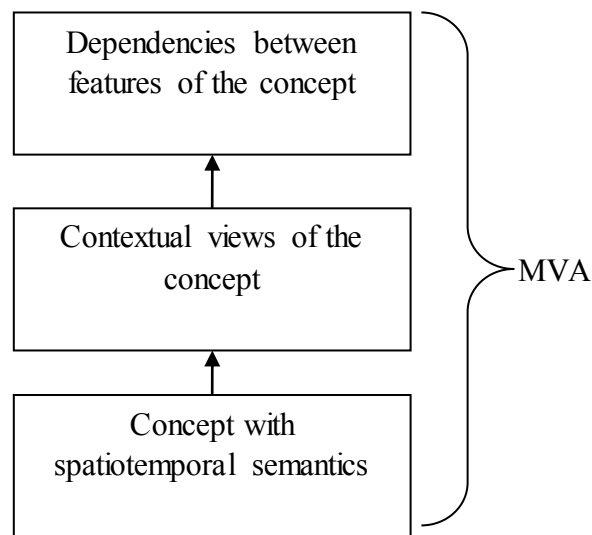 Dependencies between
features of the concept
Contextual views of the
concept
MVA
Concept with
spatiotemporal semantics